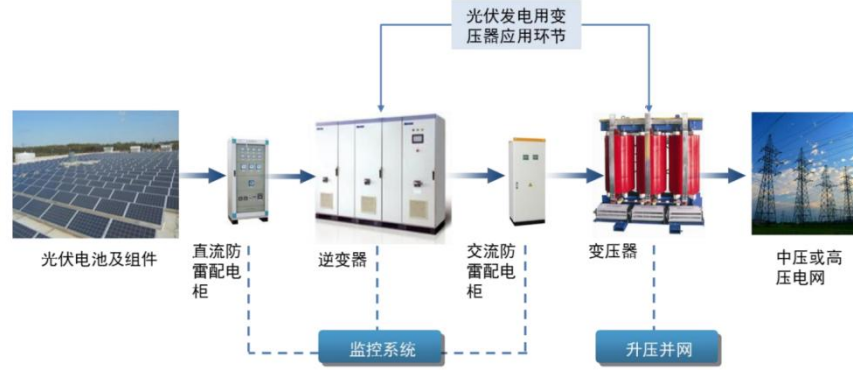 光伏发电用变
压器应用环节
光伏电池及组件
直流防
雷配电
柜
逆变器
交流防
雷配电
柜
变压器
中压或高
压电网
监控系统
升压并网